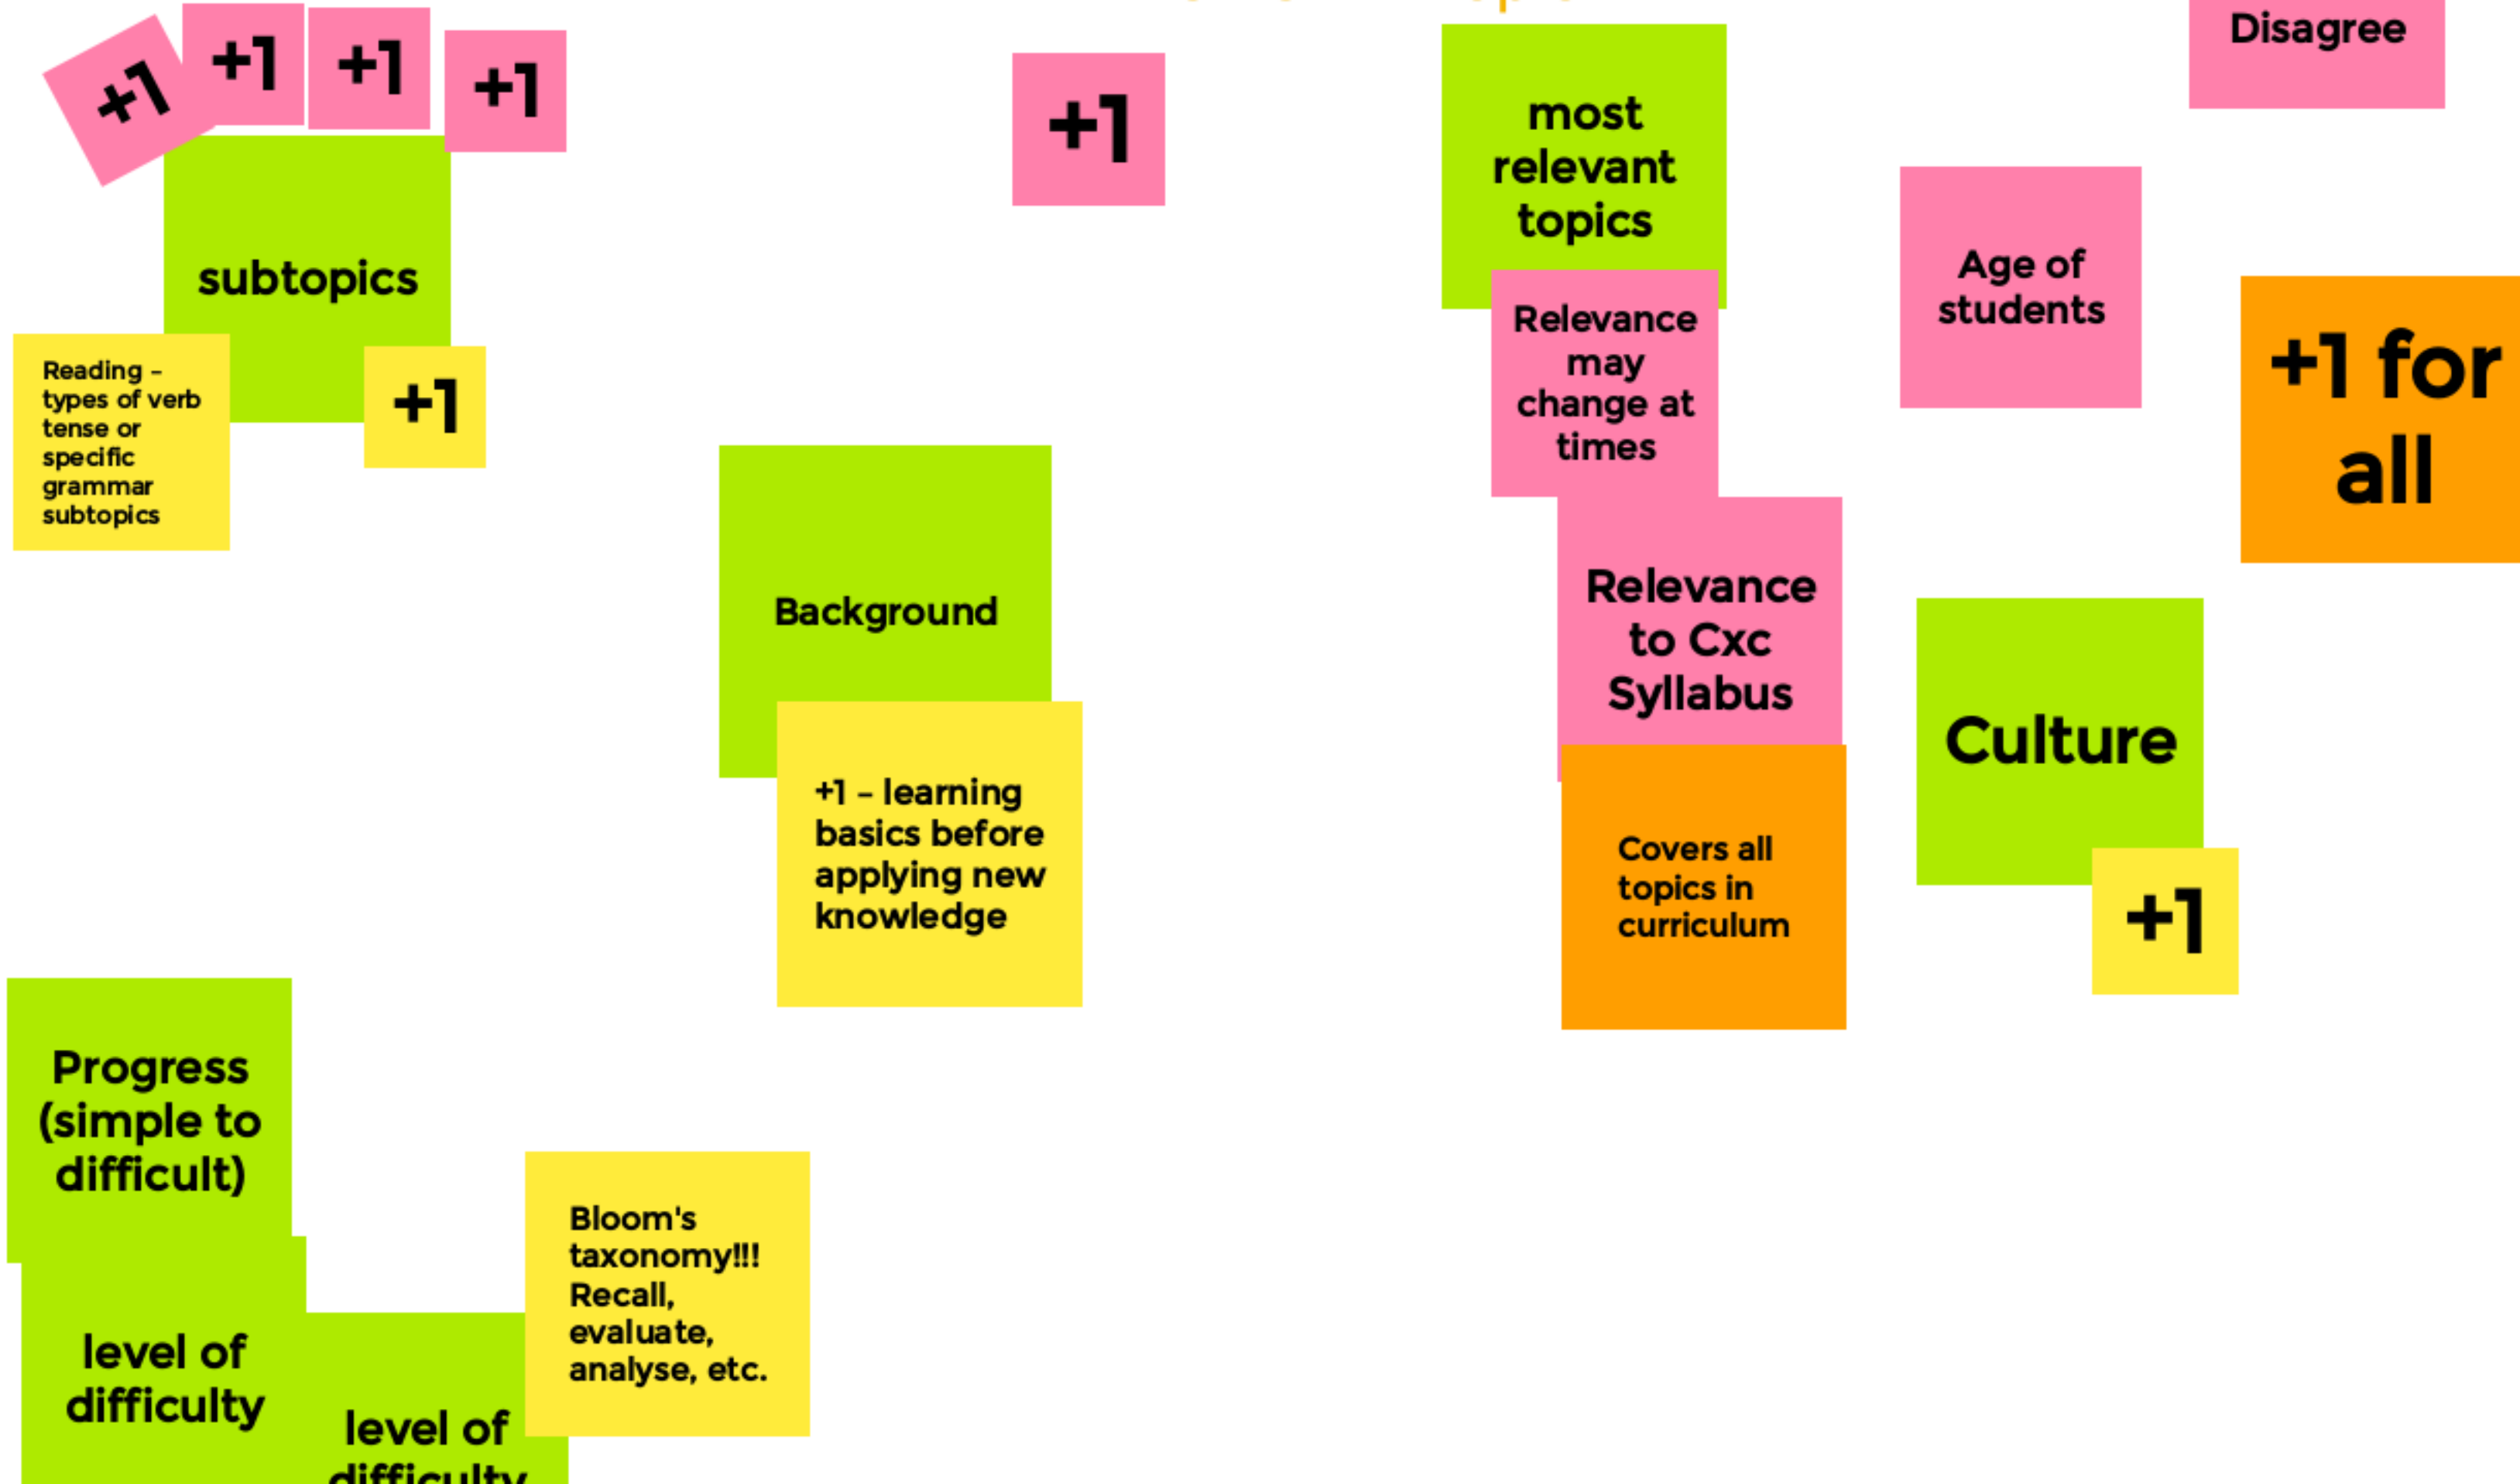 +1
+1
+1
+1
subtopics
Reading –
types of verb
tense or
specific
grammar
subtopics
+1
+1
Background
+1 – learning
basics before
applying new
knowledge
most
relevant
topics
Relevance
may
change at
times
Relevance
to Cxc
Syllabus
Covers all
topics in
curriculum
Disagree
Age of
students
+1 for
all
Culture
+1
Progress
(simple to
difficult)
level of
difficulty
level of
difficulty
Bloom's
taxonomy!!!
Recall,
evaluate,
analyse, etc.